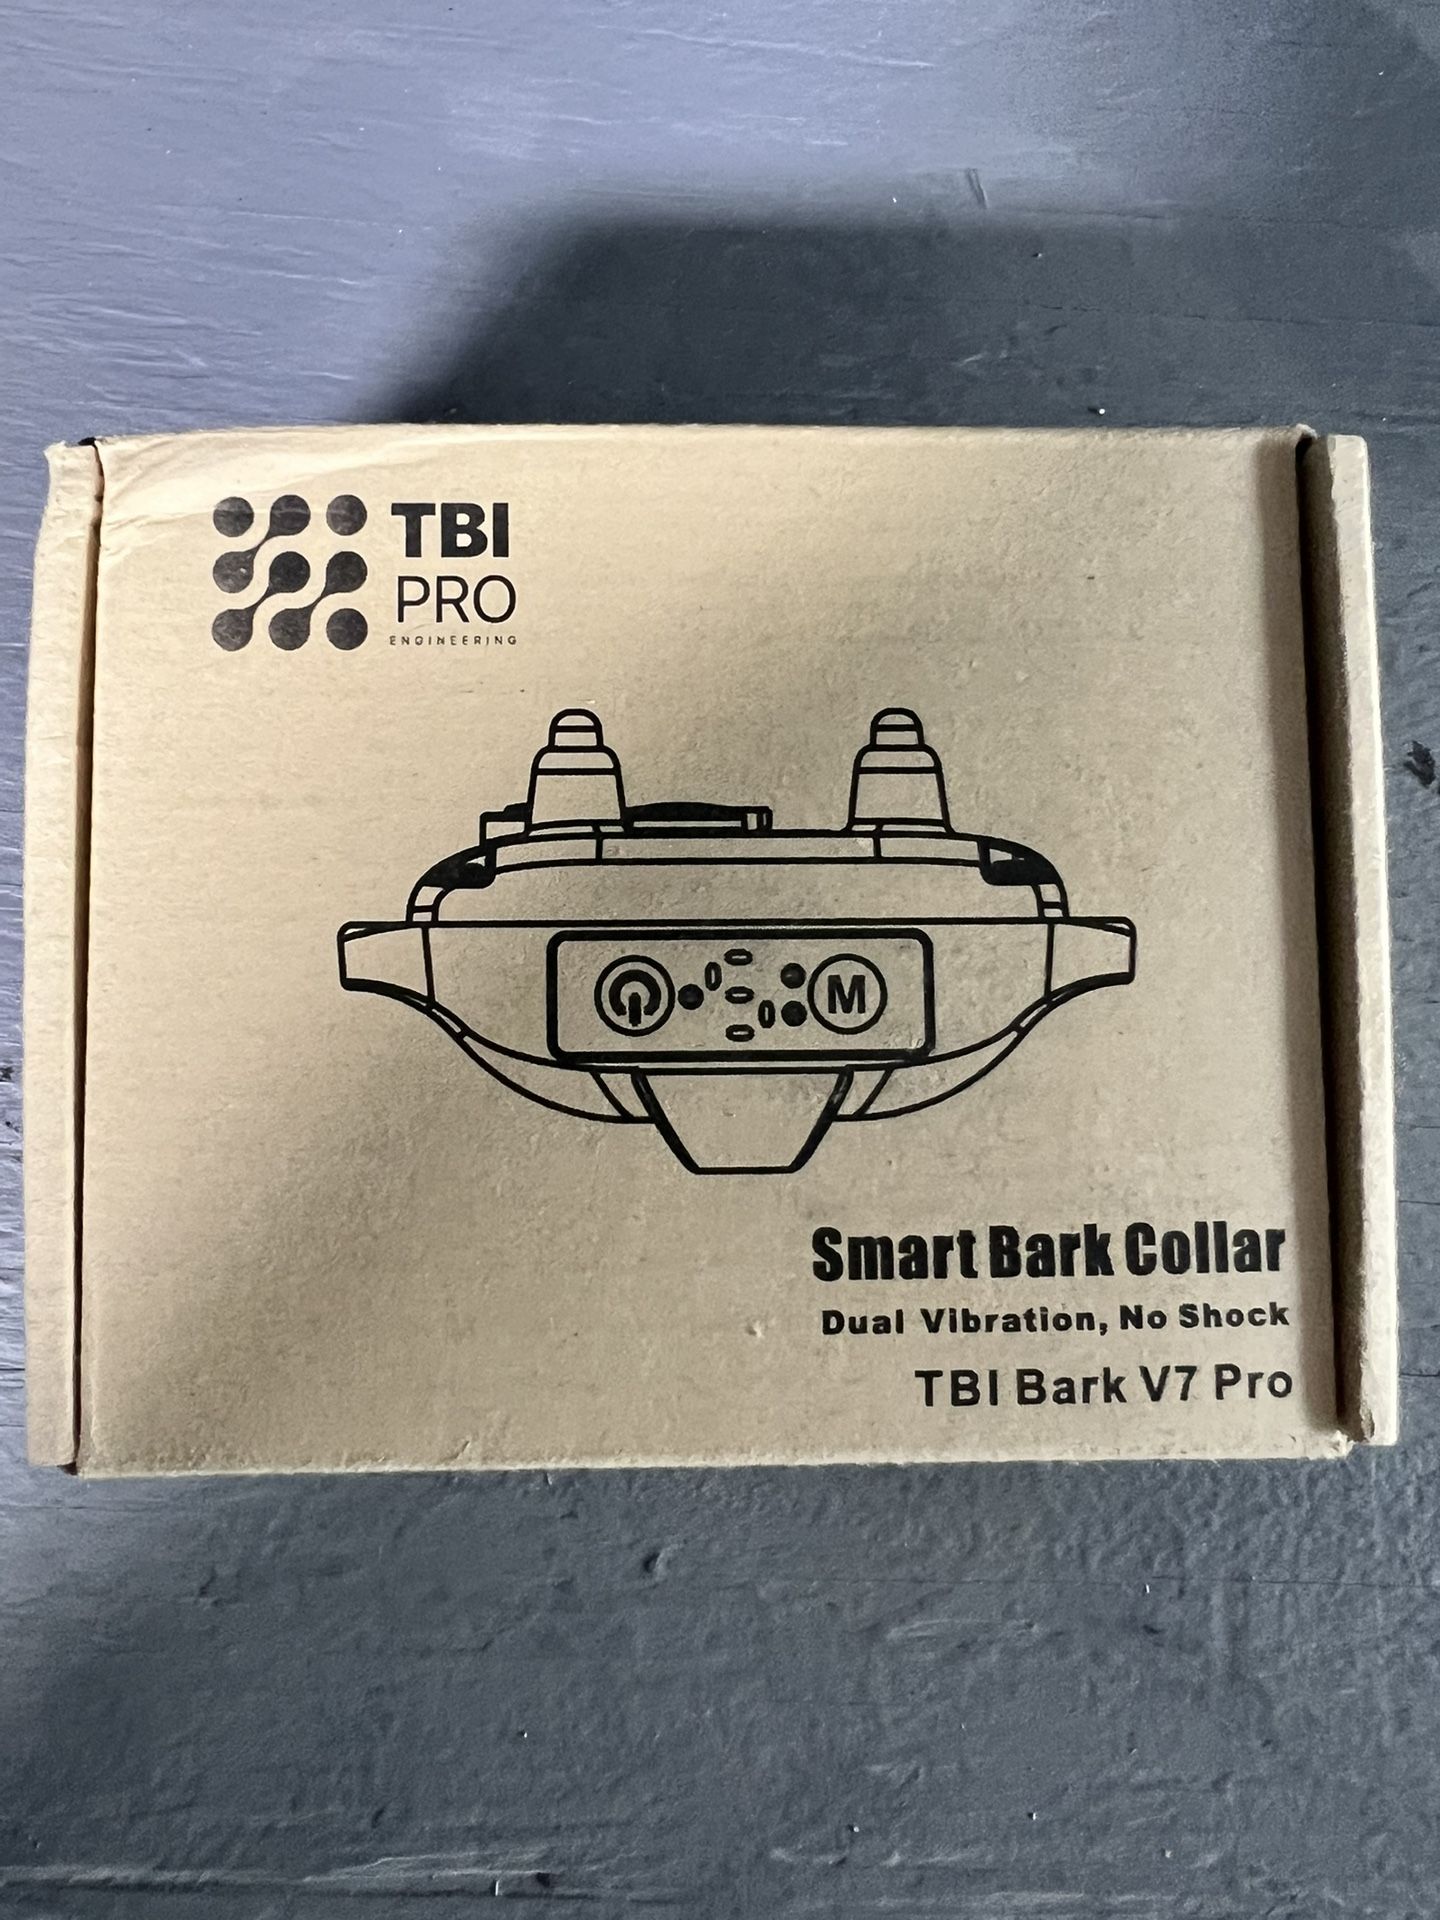 TBI
PRO
ENGINEERING
M
Smart Bark Collar
Dual Vibration, No Shock
TBI Bark V7 Pro